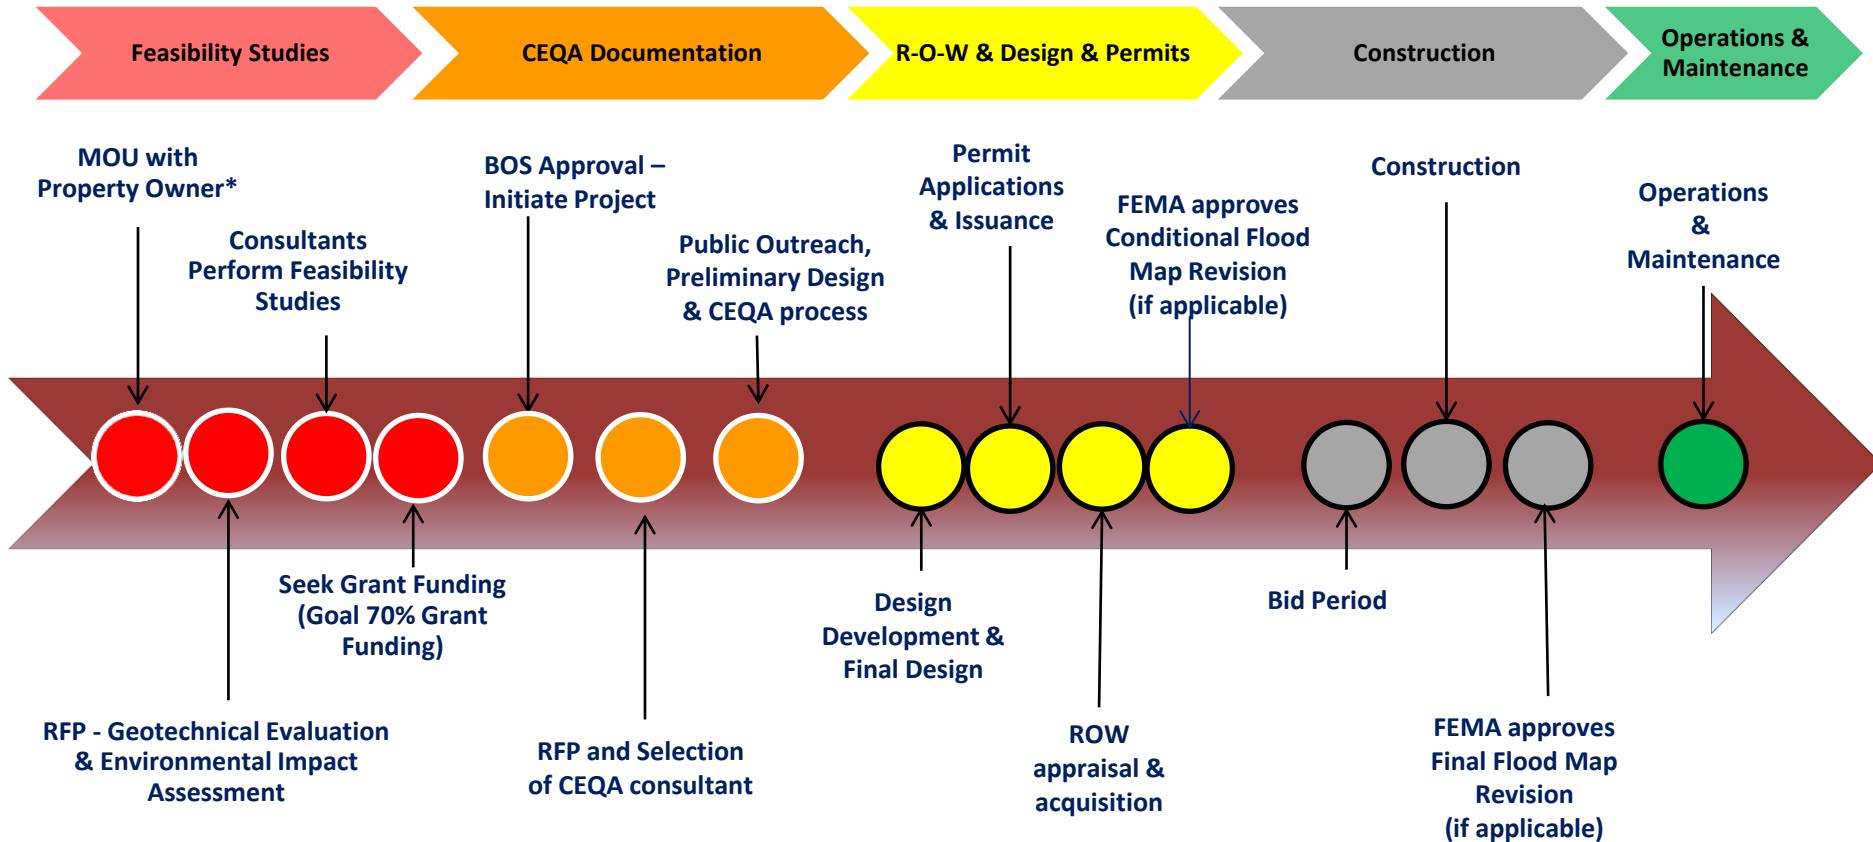 Feasibility Studies
CEQA Documentation
R-O-W & Design & Permits
Construction
Operations &
Maintenance
MOU with
Property Owner*
Consultants
Perform Feasibility
Studies
BOS Approval –
Initiate Project
Public Outreach,
Preliminary Design
& CEQA process
Permit
Applications
& Issuance
FEMA approves
Conditional Flood
Map Revision
(if applicable)
Construction
Operations
&
Maintenance
RFP - Geotechnical Evaluation
& Environmental Impact
Assessment
Seek Grant Funding
(Goal 70% Grant
Funding)
RFP and Selection
of CEQA consultant
Design
Development &
Final Design
ROW
appraisal &
acquisition
Bid Period
FEMA approves
Final Flood Map
Revision
(if applicable)